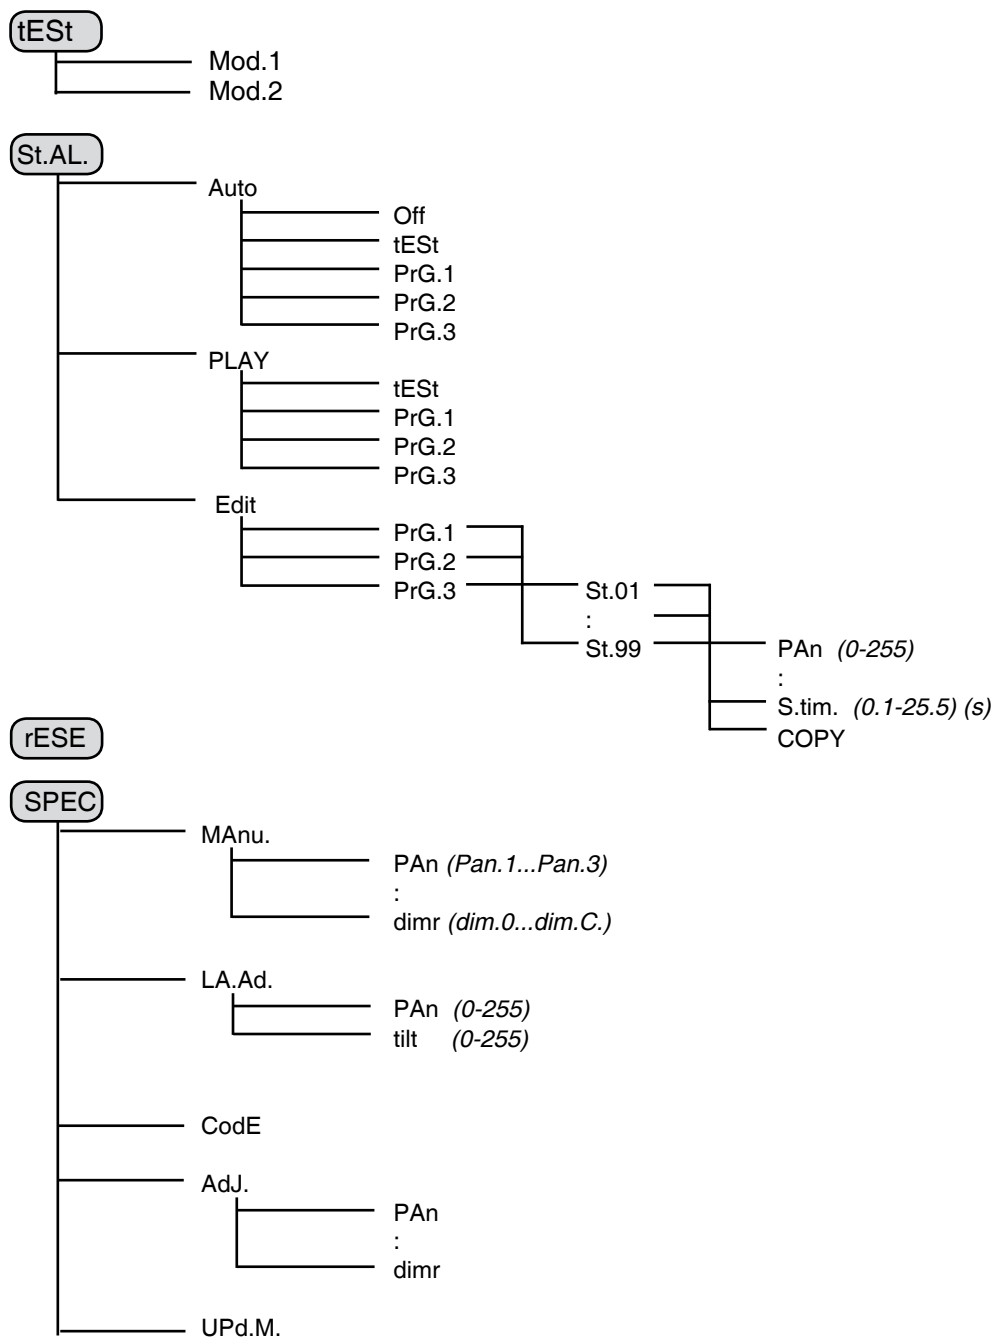 tESt
Mod.1
Mod.2
St.AL.
Auto
Off
tESt
PrG.1
PrG.2
PrG.3
PLAY
tESt
PrG.1
PrG.2
PrG.3
Edit
PrG.1
PrG.2
PrG.3
St.01
:
St.99
PAn (0-255)
:
S.tim. (0.1-25.5) (s)
COPY
rESE
SPEC
MAnu.
PAn (Pan.1...Pan.3)
:
dimr (dim.0...dim.C.)
LA.Ad.
PAn (0-255)
tilt (0-255)
CodE
AdJ.
PAn
:
dimr
UPd.M.